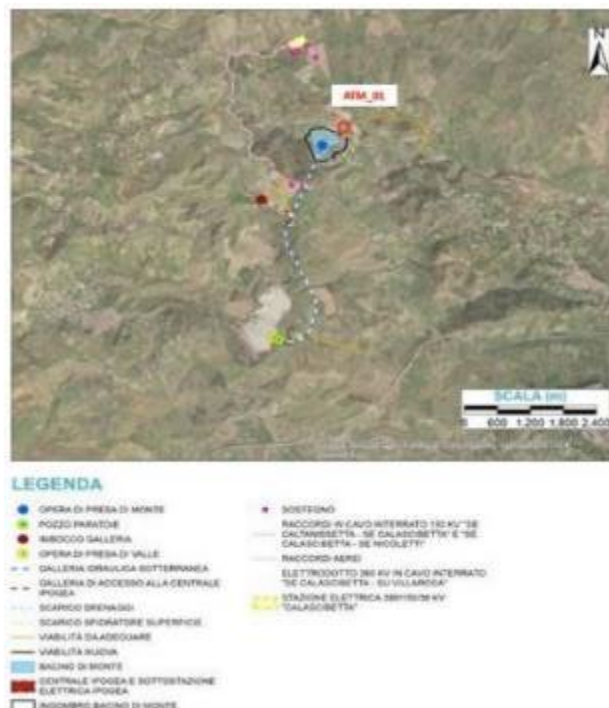 N
ATM_01
SCALA (m)
0 600 1.200 1.800 2.400
LEGENDA
OPERA DI PRESA DI MONTE
POZZO PARATOIE
IMBOCCO GALLERIA
OPERA DI PRESA DI VALLE
GALLERIA IDRAULICA SOTTERRANEA
GALLERIA DI ACCESSO ALLA CENTRALE
IPOGEA
SCARICO DRENAGGI
SCARICO SFIORATORE SUPERFICIE
VIABILITÀ DA ADEGUARE
VIABILITÀ NUOVA
BACINO DI MONTE
CENTRALE IPOGEA E SOTTOSTAZIONE
ELETTRICA IPOGEA
INGOMBRO BACINO DI MONTE
SOSTEGNO
RACCORDI IN CAVO INTERRATO 150 KV "SE
CALTANISSETTA - SE CALASCIBETTA" E "SE
CALASCIBETTA - SE NICOLETTI"
RACCORDI AEREI
ELETTRODOTTO 380 KV IN CAVO INTERRATO
"SE CALASCIBETTA - SU VILLAROSA"
STAZIONE ELETTRICA 380/150/36 KV
"CALASCIBETTA"